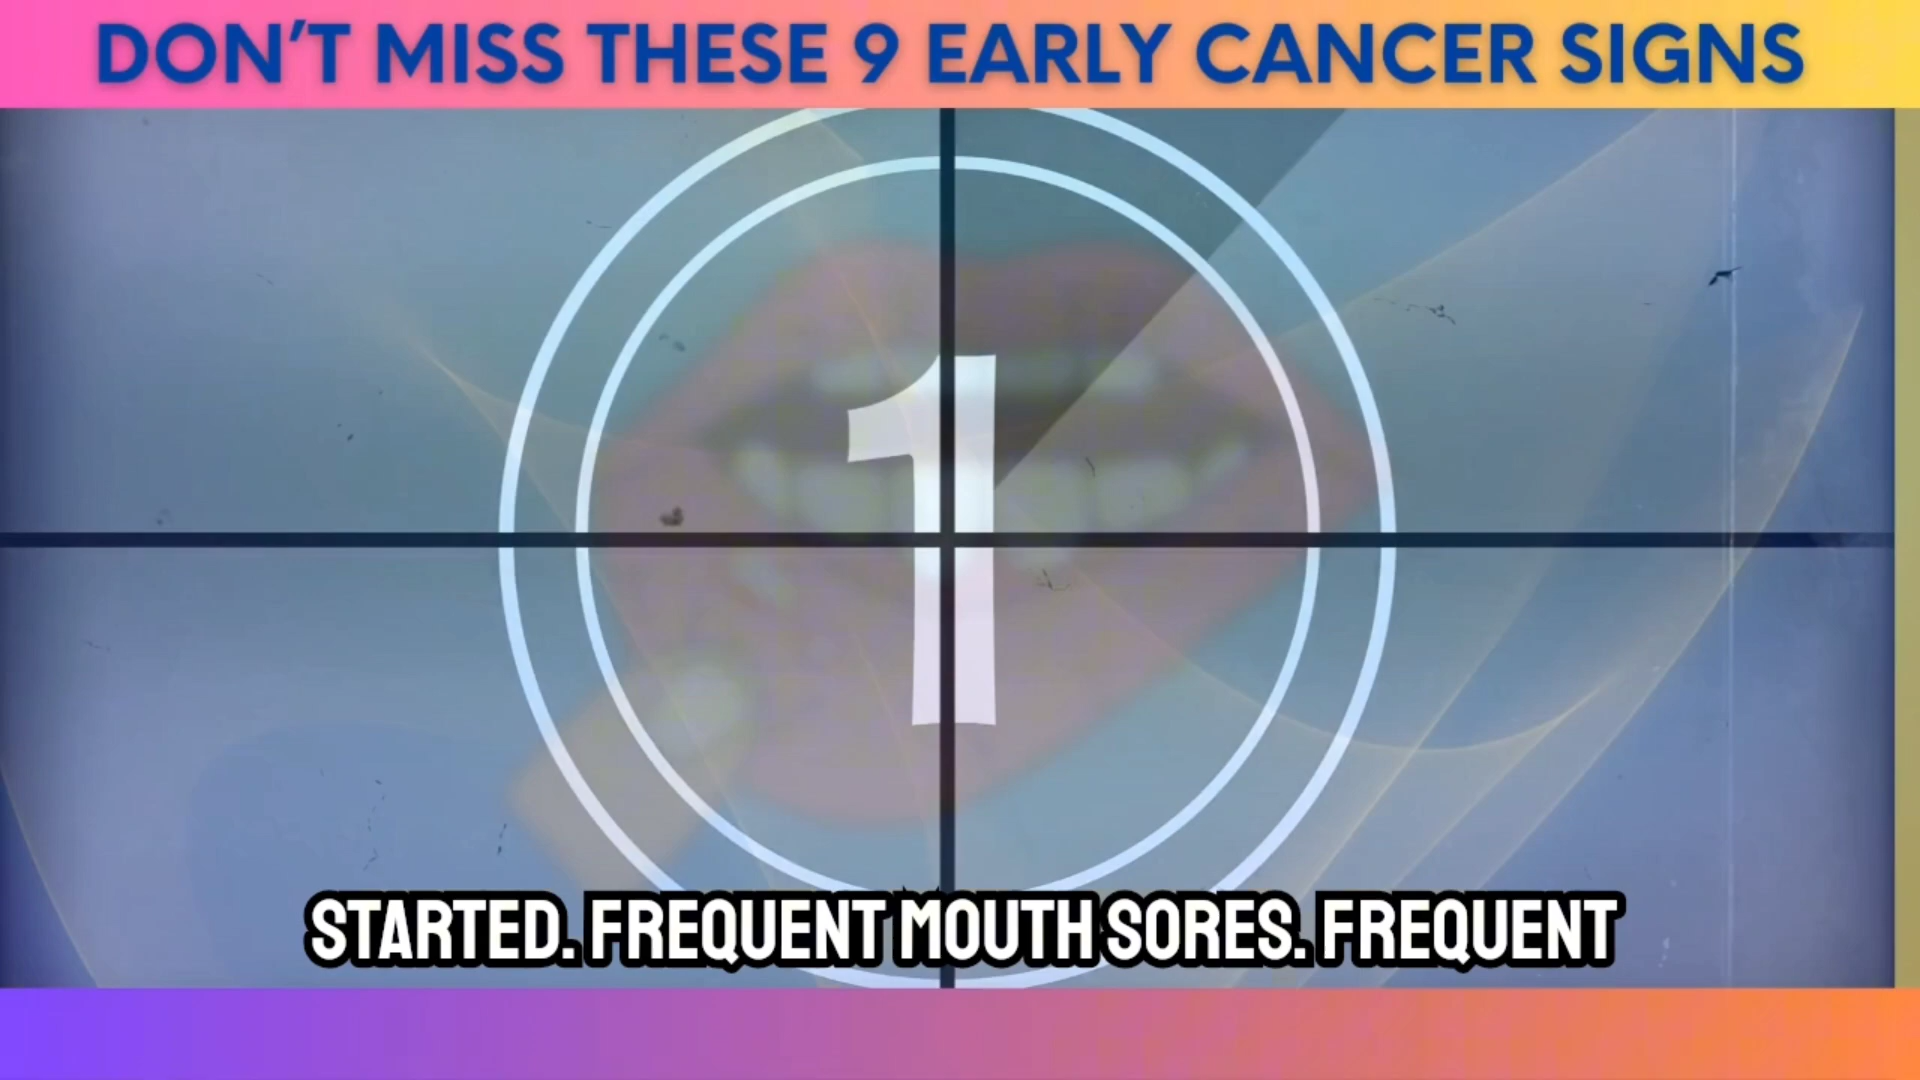 DON'T MISS THESE 9 EARLY CANCER SIGNS
1
STARTED. FREQUENT MOUTH SORES. FREQUENT